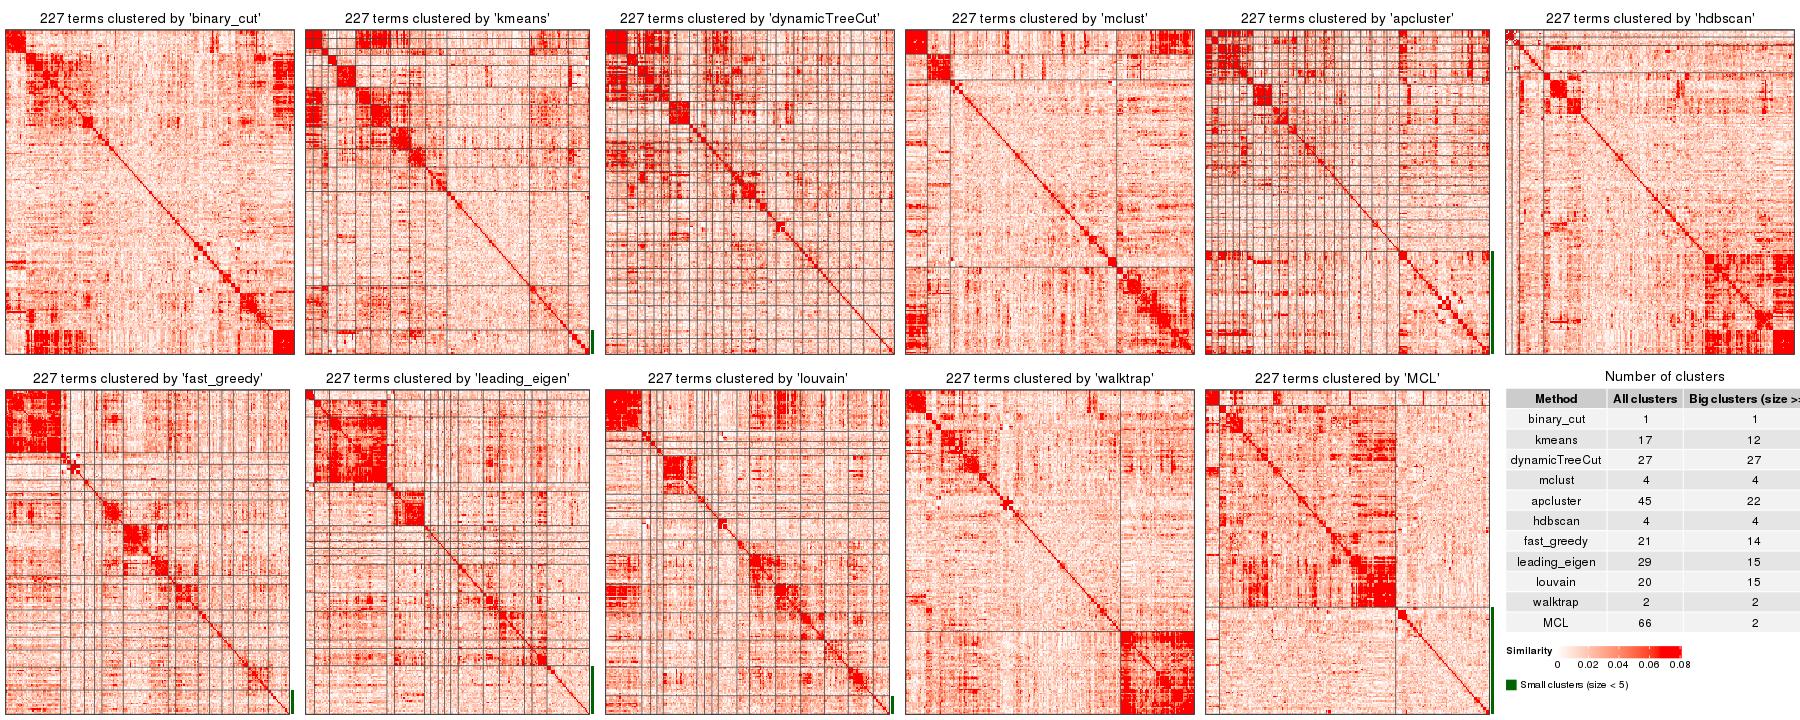 227 terms clustered by 'binary_cut'
227 terms clustered by 'kmeans'
227 terms clustered by 'dynamicTreeCut'
227 terms clustered by 'mclust'
227 terms clustered by 'apcluster'
227 terms clustered by 'hdbscan'
227 terms clustered by 'fast_greedy'
227 terms clustered by 'leading_eigen'
227 terms clustered by 'louvain'
227 terms clustered by 'walktrap'
227 terms clustered by 'MCL'
Number of clusters
Method All clusters Big clusters (size >
binary_cut 1 1
kmeans 17 12
dynamicTreeCut 27 27
mclust 4 4
apcluster 45 22
hdbscan 4 4
fast_greedy 21 14
leading_eigen 29 15
louvain 20 15
walktrap 2 2
MCL 66 2
Similarity
0 0.02 0.04 0.06 0.08
Small clusters (size < 5)